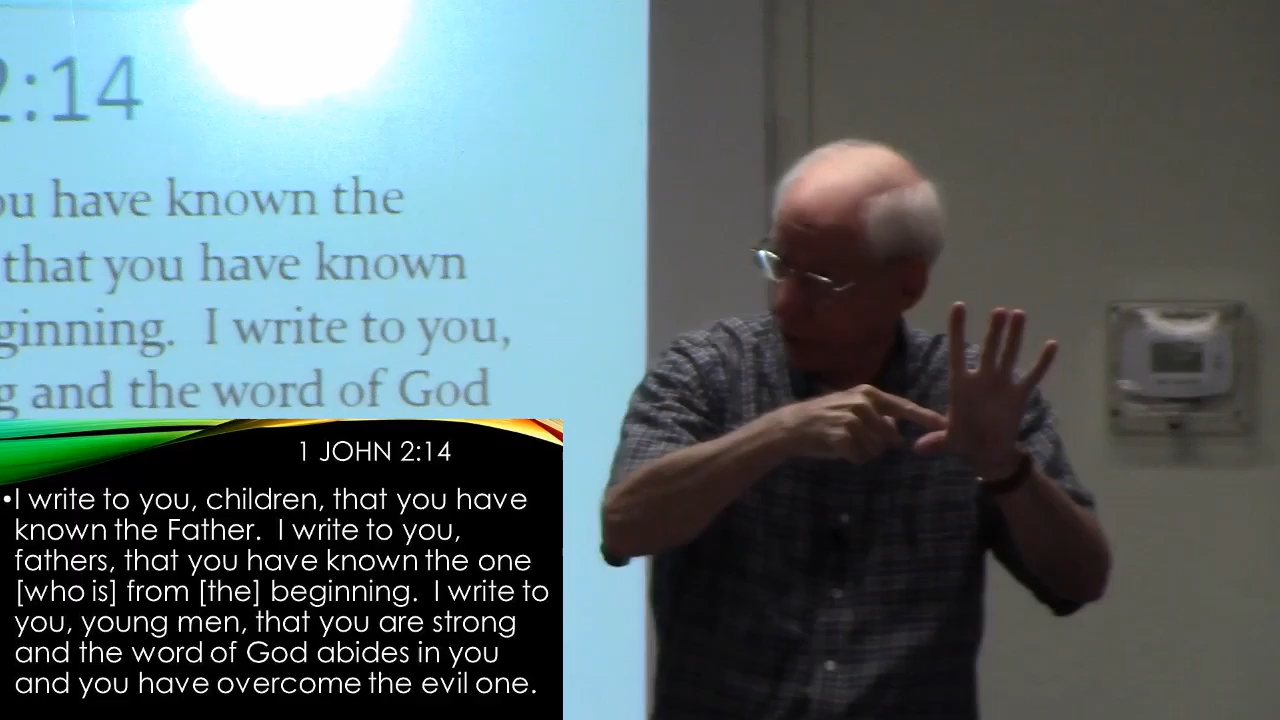 2:14
ou have known the
that you have known
ginning. I write to you,
g and the word of God
1 JOHN 2:14
•I write to you, children, that you have
known the Father. I write to you,
fathers, that you have known the one
[who is] from [the] beginning. I write to
you, young men, that you are strong
and the word of God abides in you
and you have overcome the evil one.